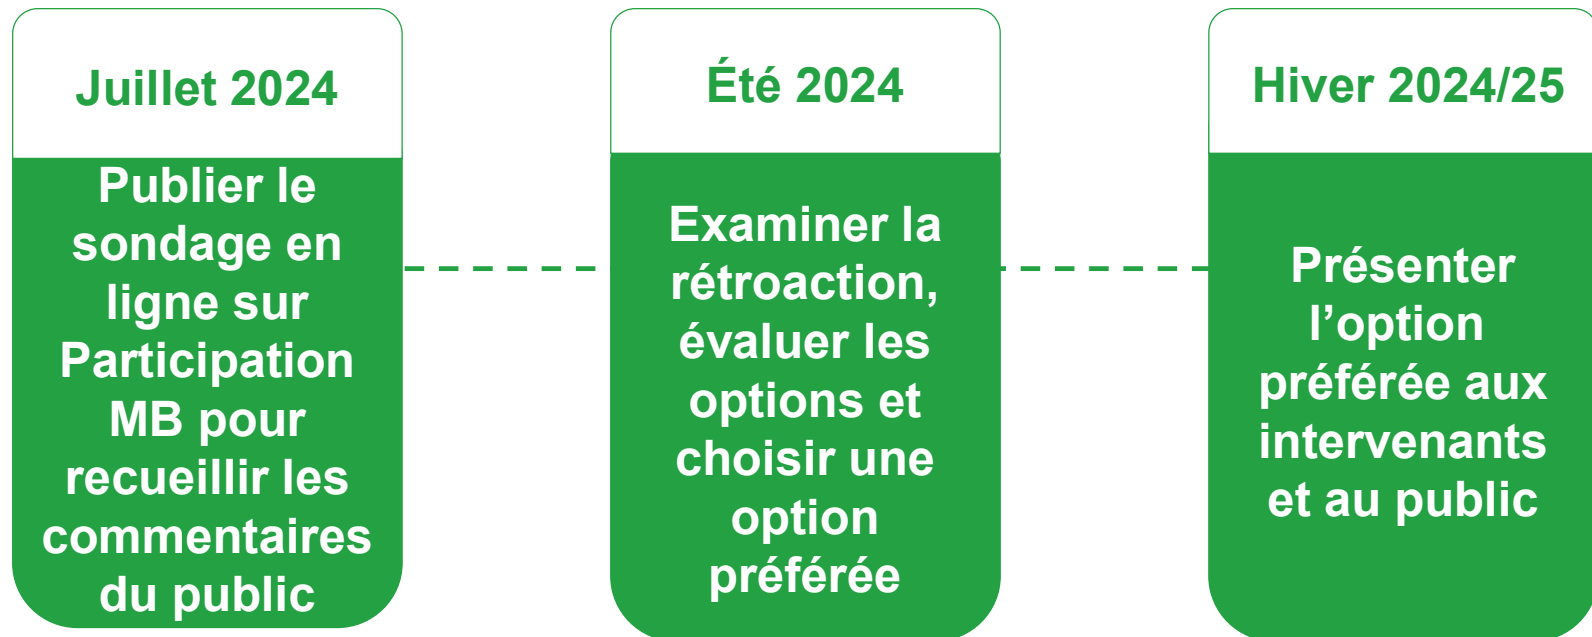 Juillet 2024
Publier le
sondage en
ligne sur
Participation
MB pour
recueillir les
commentaires
du public
Été 2024
Examiner la
rétroaction,
évaluer les
options et
choisir une
option
préférée
Hiver 2024/25
Présenter
l’option
préférée aux
intervenants
et au public